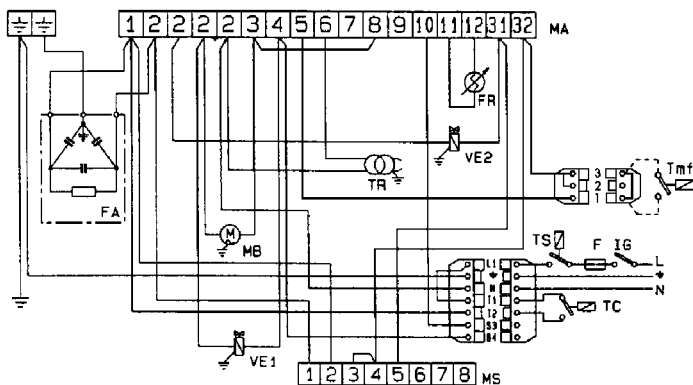 1 2 2 2 2 3 4 5 6 7 8 9 10 11 12 31 32 MA
FR
VE2
TR
3
2
1
Tmf
FA
M
MB
TS F IG
L1 L
N N
T1
T2 TC
S3
B4
VE1
1 2 3 4 5 6 7 8 MS